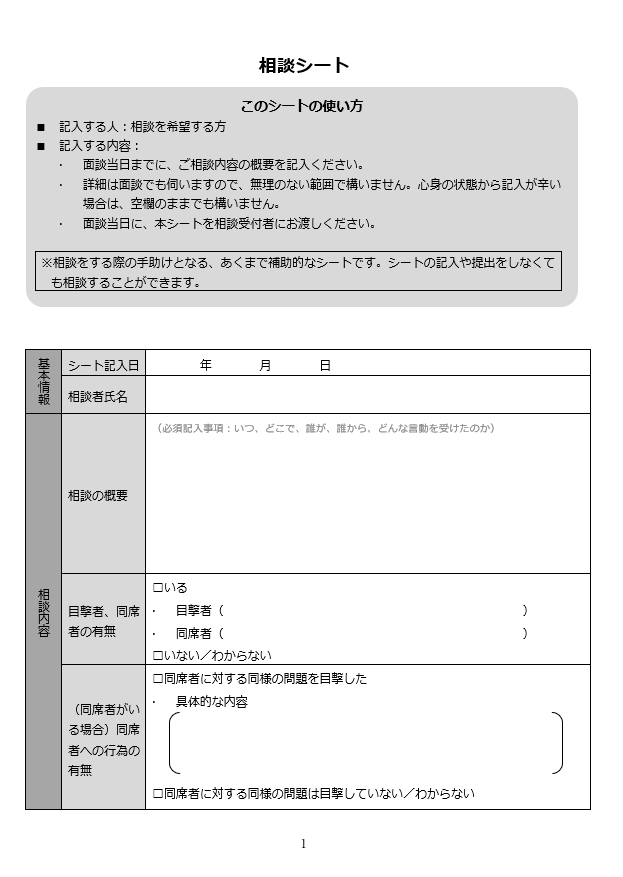 相談シート
このシートの使い方
■ 記入する人：相談を希望する方
■ 記入する内容：
・ 面談当日までに、ご相談内容の概要を記入ください。
・ 詳細は面談でも伺いますので、無理のない範囲で構いません。心身の状態から記入が辛い
場合は、空欄のままでも構いません。
・ 面談当日に、本シートを相談受付者にお渡しください。
※相談をする際の手助けとなる、あくまで補助的なシートです。シートの記入や提出をしなくて
も相談することができます。
基本情報
シート記入日
年 月 日
相談者氏名
相談内容
相談の概要
（必須記入事項：いつ、どこで、誰が、誰から、どんな言動を受けたのか）
目撃者、同席
者の有無
□いる
・ 目撃者（ ）
・ 同席者（ ）
□いない／わからない
（同席者がい
る場合）同席
者への行為の
有無
□同席者に対する同様の問題を目撃した
・ 具体的な内容
□同席者に対する同様の問題は目撃していない／わからない
1